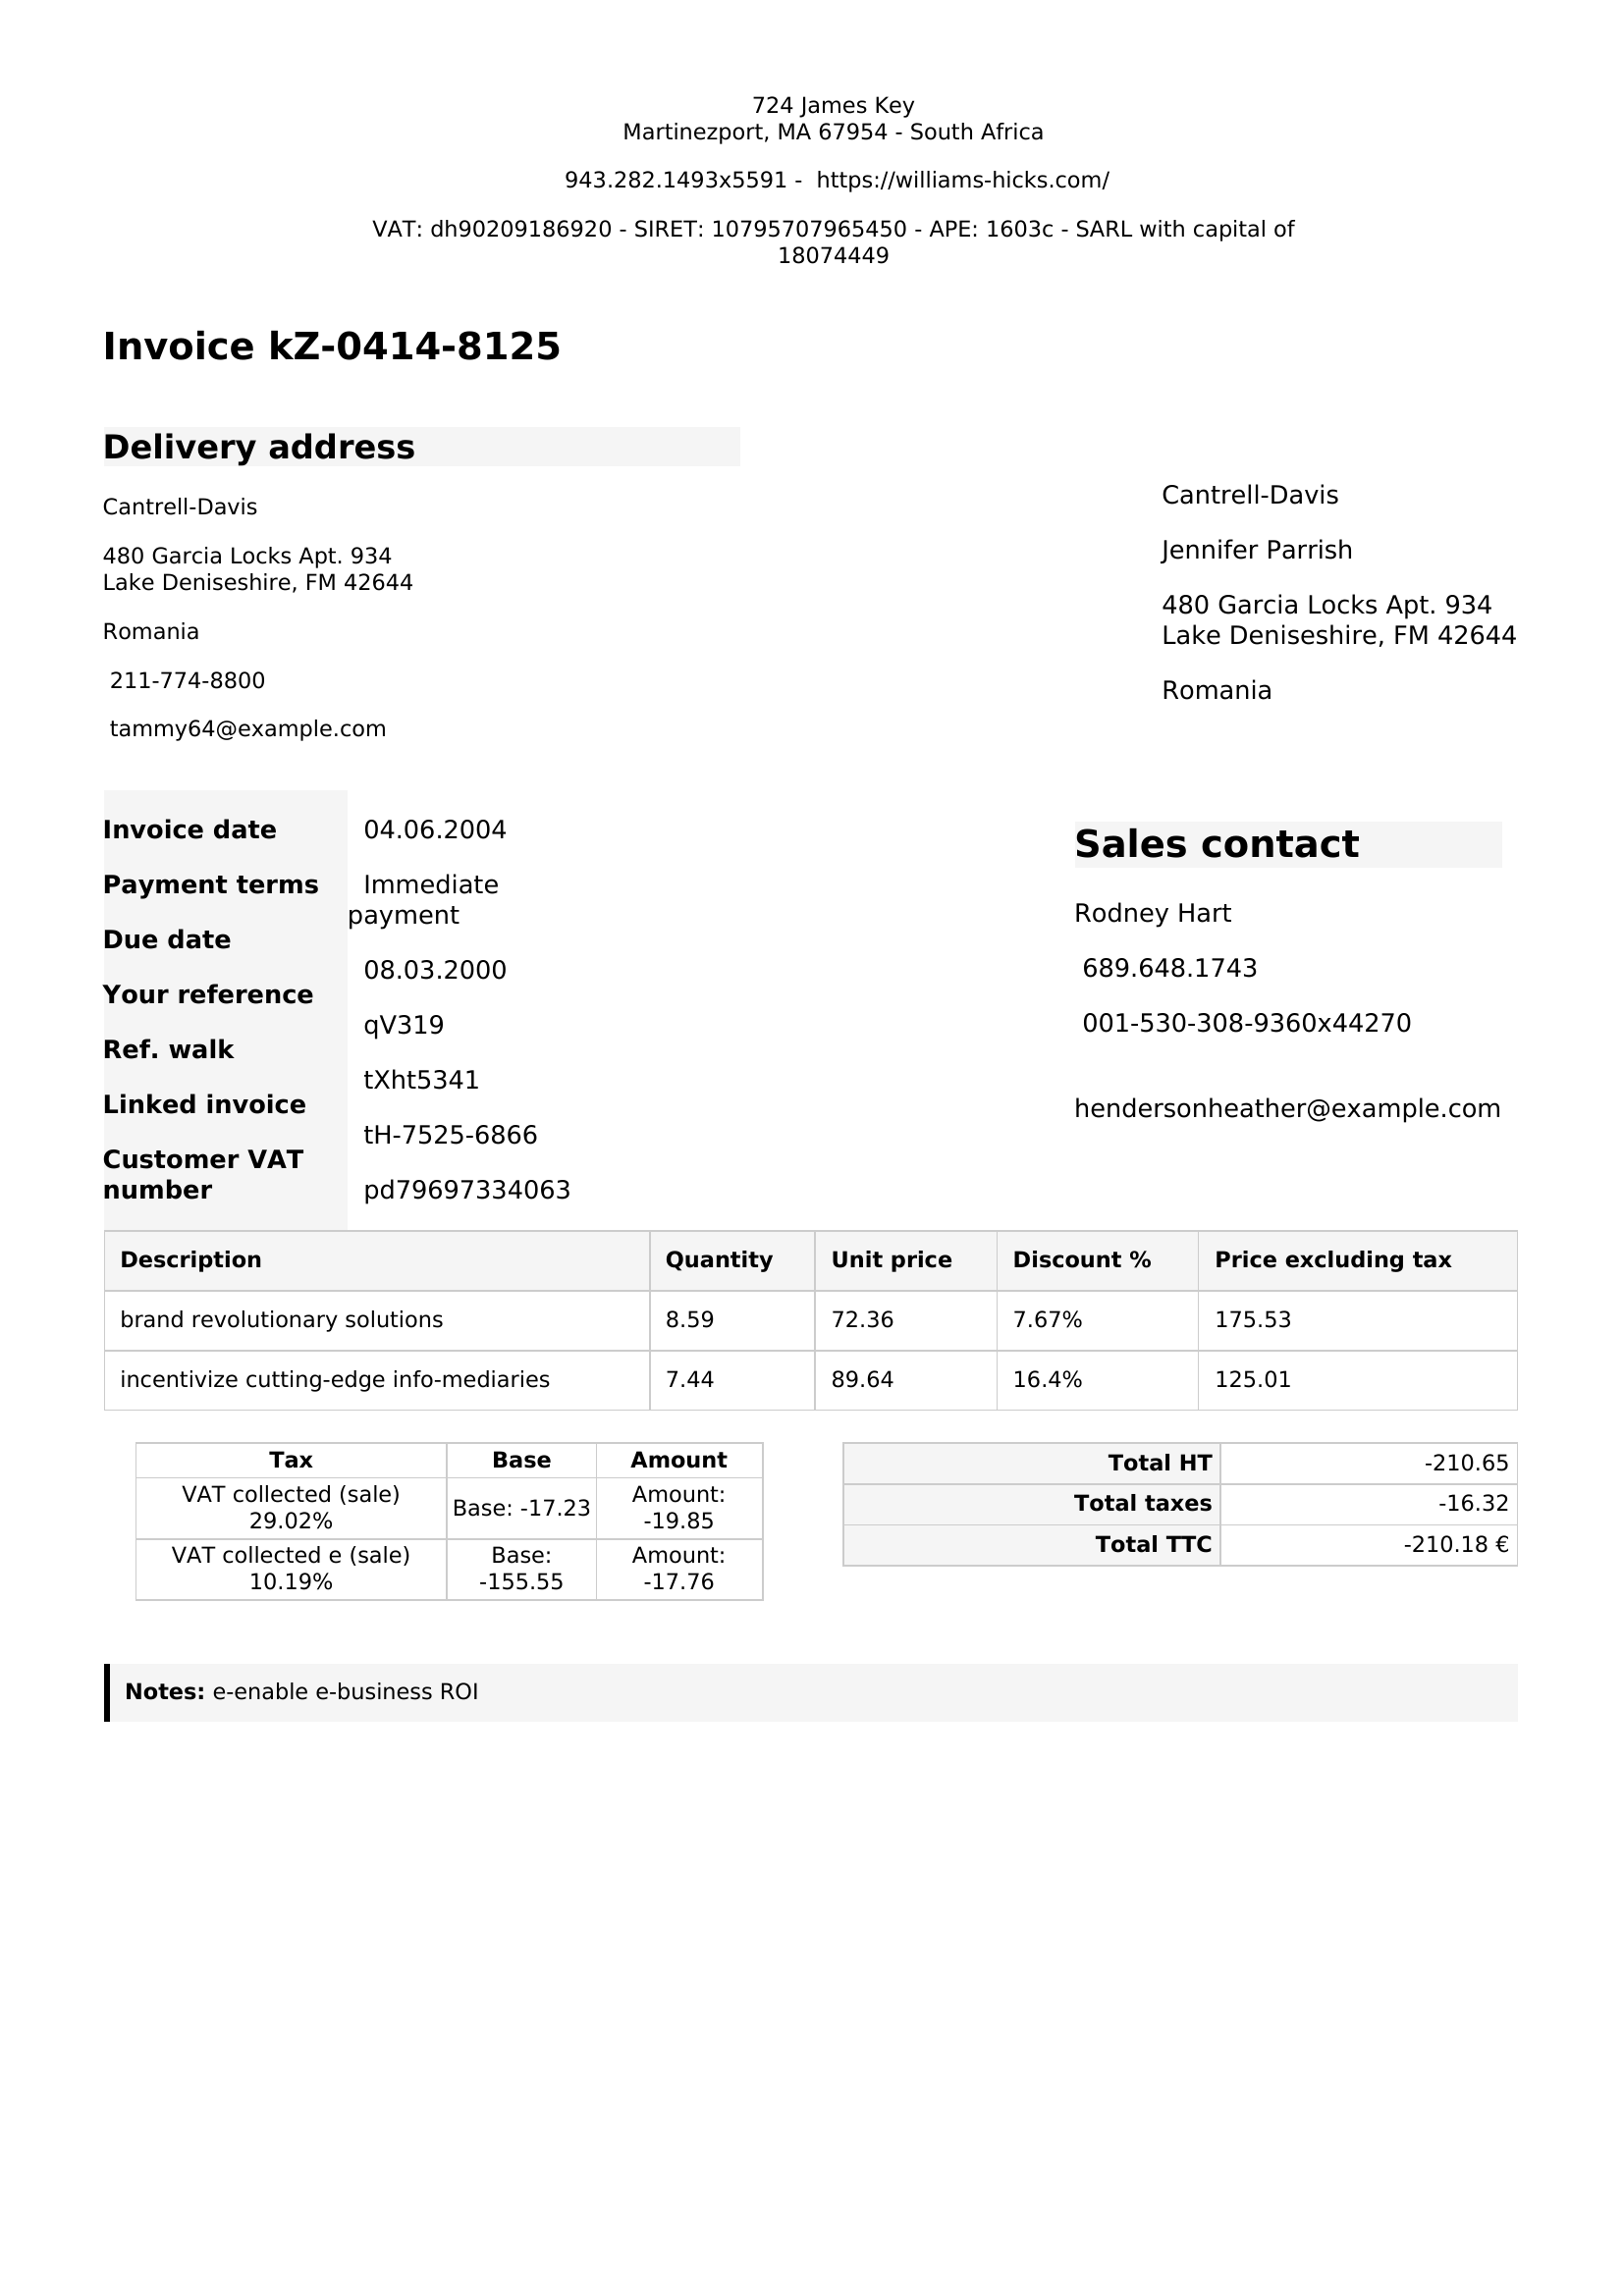 724 James Key
Martinezport, MA 67954 - South Africa
943.282.1493x5591 - https://williams-hicks.com/
VAT: dh90209186920 - SIRET: 10795707965450 - APE: 1603c - SARL with capital of
18074449
Invoice kZ-0414-8125
Delivery address
Cantrell-Davis
480 Garcia Locks Apt. 934
Lake Deniseshire, FM 42644
Romania
211-774-8800
tammy64@example.com
Cantrell-Davis
Jennifer Parrish
480 Garcia Locks Apt. 934
Lake Deniseshire, FM 42644
Romania
Invoice date
Payment terms
Due date
Your reference
Ref. walk
Linked invoice
Customer VAT
number
04.06.2004
Immediate
payment
08.03.2000
qV319
tXht5341
tH-7525-6866
pd79697334063
Sales contact
Rodney Hart
689.648.1743
001-530-308-9360x44270
hendersonheather@example.com
Description Quantity Unit price Discount % Price excluding tax
brand revolutionary solutions 8.59 72.36 7.67% 175.53
incentivize cutting-edge info-mediaries 7.44 89.64 16.4% 125.01
Tax Base Amount
VAT collected (sale)
29.02%
Base: -17.23
Amount:
-19.85
VAT collected e (sale)
10.19%
Base:
-155.55
Amount:
-17.76
Total HT -210.65
Total taxes -16.32
Total TTC -210.18 €
Notes: e-enable e-business ROI